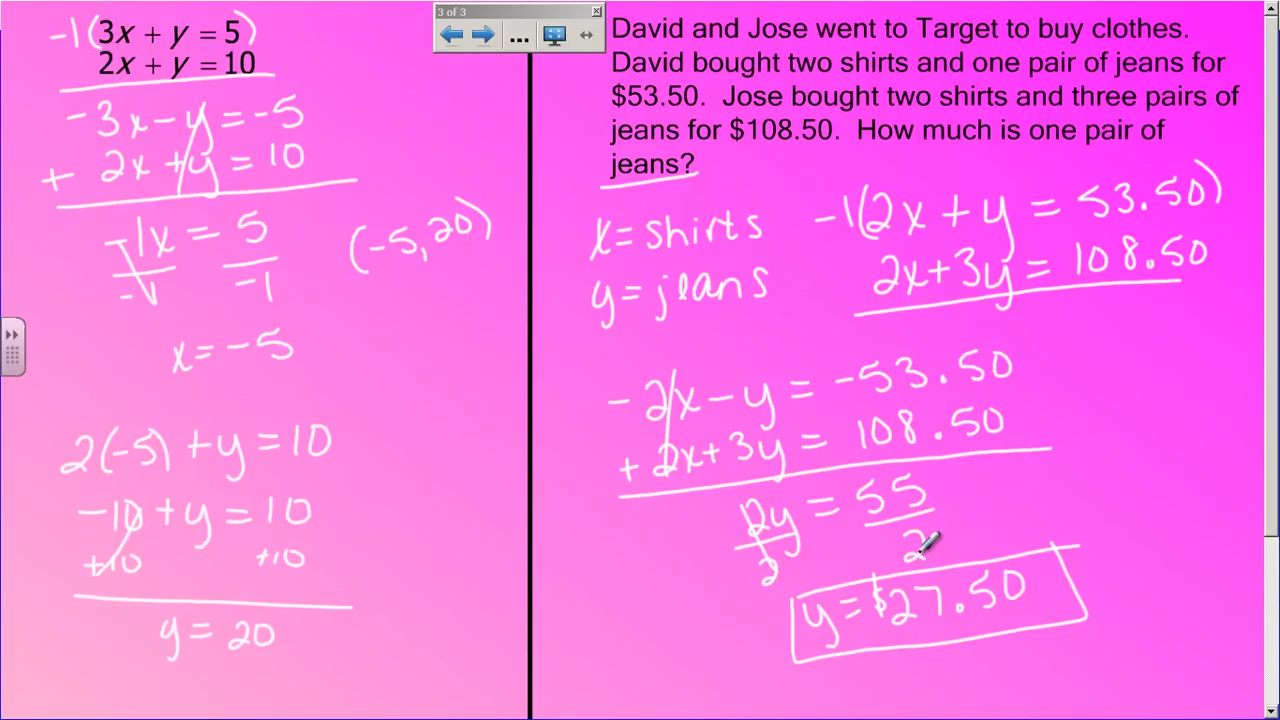 -1(3x + y = 5)
2x + y = 10
-3x - y = -5
+ 2x + y = 10
-1x = 5
-1 -1
(-5, 20)
x = -5
2(-5) + y = 10
-10 + y = 10
+10 +10
y = 20
3 of 3
...
David and Jose went to Target to buy clothes.
David bought two shirts and one pair of jeans for
$53.50. Jose bought two shirts and three pairs of
jeans for $108.50. How much is one pair of
jeans?
x = shirts
y = jeans
-1(2x + y = 53.50)
2x + 3y = 108.50
-2x - y = -53.50
+ 2x + 3y = 108.50
2y = 55
2 2
y = $27.50